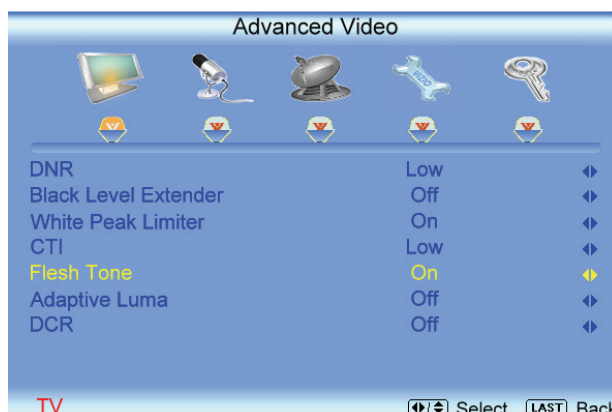 Advanced Video
VIZIO
DNR Low
Black Level Extender Off
White Peak Limiter On
CTI Low
Flesh Tone On
Adaptive Luma Off
DCR Off
TV Select LAST Back